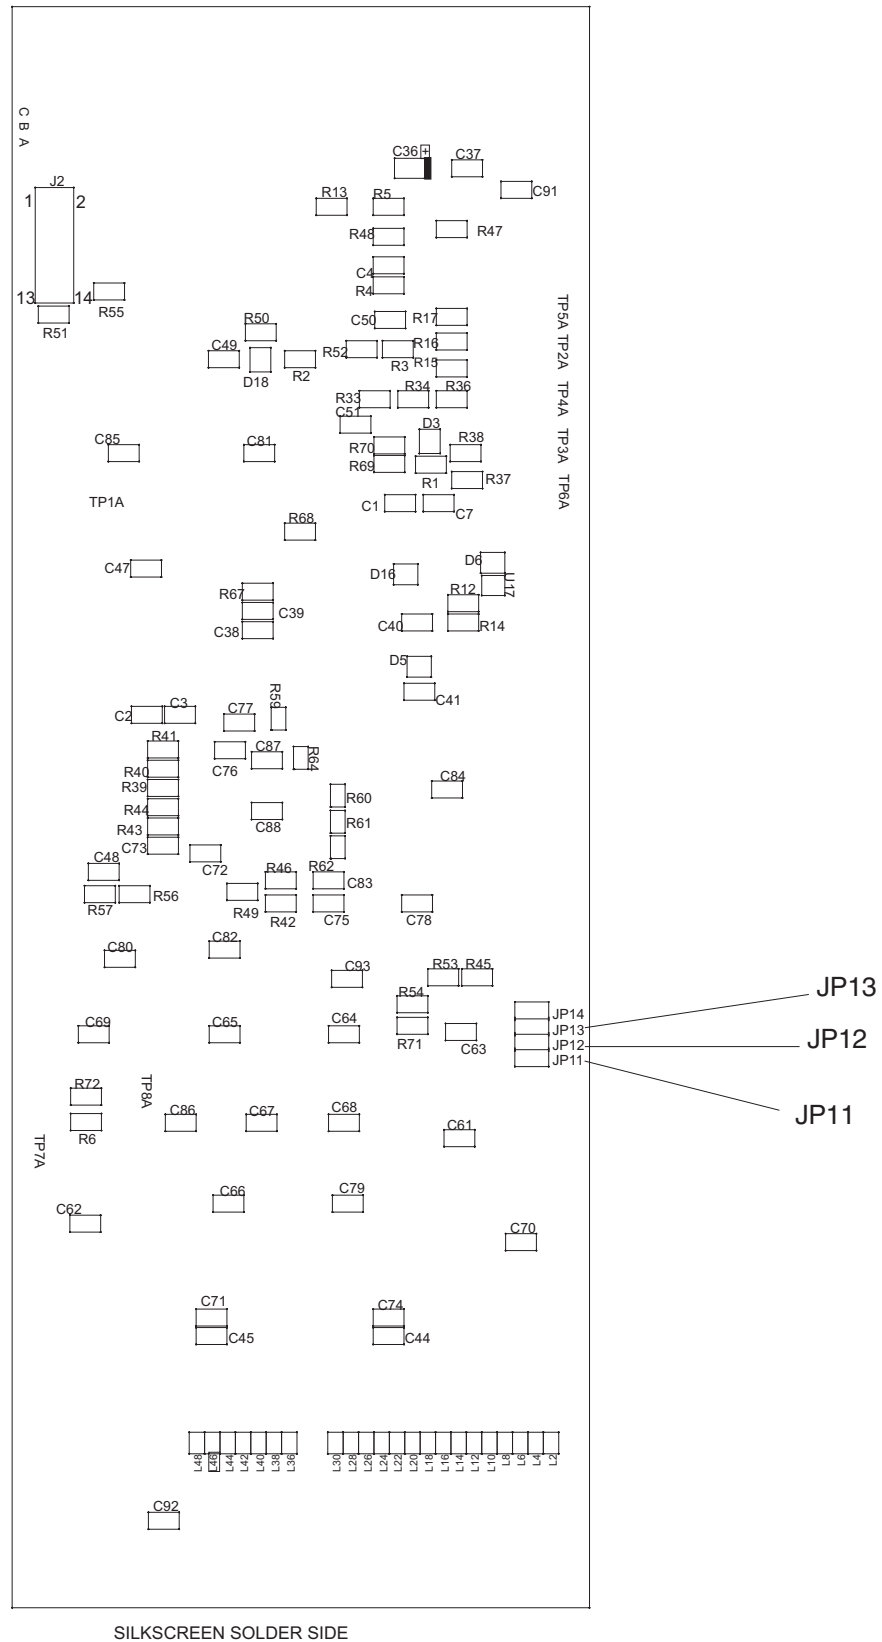 C B A
C36 +
C37
J2
C91
1 2
R13 R5
R48 R47
C4
R4
13 14
R55
R51
TP5A TP2A TP4A TP3A TP6A
R50
C50 R17
C49
R52
R16
D18 R2 R3 R15
R33 R34 R36
C51
D3
C85 C81
R70 R38
R69
R1 R37
TP1A
C1 C7
R68
C47
D16 D6
U17
R67 R12
C39
C38 C40 R14
D5
C41
R59
C2 C3 C77
R41
C87
R64
R40 C76
R39 C84
R60
R44
R43 C88 R61
C73
C48 C72
R46 R62
C83
R57 R56 R49
R42 C75 C78
C82
C80
C93 R53 R45
R54
JP13
JP14
C69 C65 C64 JP13
R71 C63 JP12 JP12
JP11
JP11
R72 TP8A
C86 C67 C68
R6 C61
TP7A
C66 C79
C62
C70
C71 C74
C45 C44
L48 L46 L44 L42 L40 L38 L36 L30 L28 L26 L24 L22 L20 L18 L16 L14 L12 L10 L8 L6 L4 L2
C92
SILKSCREEN SOLDER SIDE